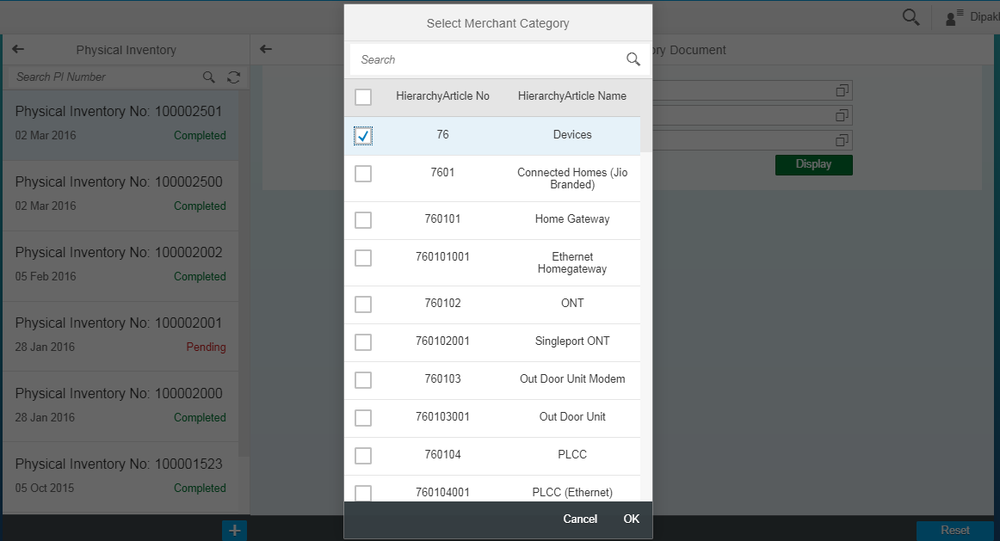 Dipakl
Physical Inventory
Search PI Number
Physical Inventory No: 100002501
02 Mar 2016 Completed
Physical Inventory No: 100002500
02 Mar 2016 Completed
Physical Inventory No: 100002002
05 Feb 2016 Completed
Physical Inventory No: 100002001
28 Jan 2016 Pending
Physical Inventory No: 100002000
28 Jan 2016 Completed
Physical Inventory No: 100001523
05 Oct 2015 Completed
ory Document
Display
Reset
Select Merchant Category
Search
HierarchyArticle No HierarchyArticle Name
76 Devices
7601 Connected Homes (Jio
Branded)
760101 Home Gateway
760101001 Ethernet
Homegateway
760102 ONT
760102001 Singleport ONT
760103 Out Door Unit Modem
760103001 Out Door Unit
760104 PLCC
760104001 PLCC (Ethernet)
Cancel OK